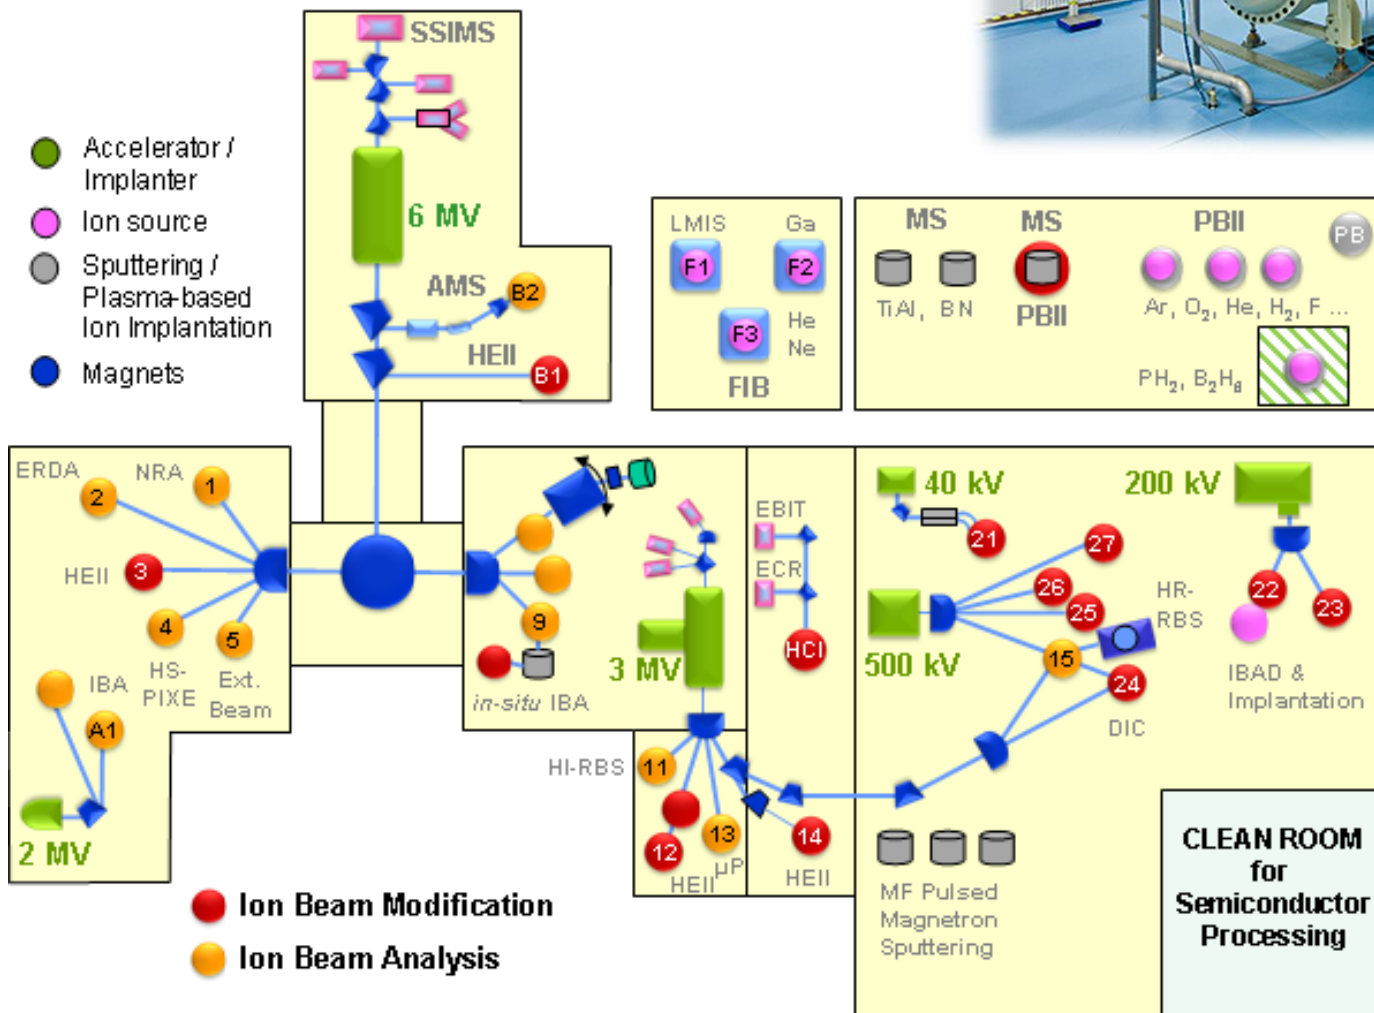 SSIMS
Accelerator /
Implanter
Ion source
Sputtering /
Plasma-based
Ion Implantation
Magnets
6 MV
AMS
B2
HEII
B1
LMIS
Ga
F1
F2
F3
He
Ne
FIB
MS
MS
PBII
PB
TiAl, BN
PBII
Ar, O₂, He, H₂, F ...
PH₂, B₂H₆
ERDA
NRA
1
2
HEII
3
4
5
HS-
PIXE
Ext.
Beam
IBA
A1
2 MV
9
in-situ IBA
3 MV
EBIT
ECR
HCI
40 kV
21
200 kV
27
26
25
HR-
RBS
22
23
500 kV
15
24
DIC
IBAD &
Implantation
HI-RBS
11
12
13
14
HEII
µP
HEII
MF Pulsed
Magnetron
Sputtering
CLEAN ROOM
for
Semiconductor
Processing
Ion Beam Modification
Ion Beam Analysis